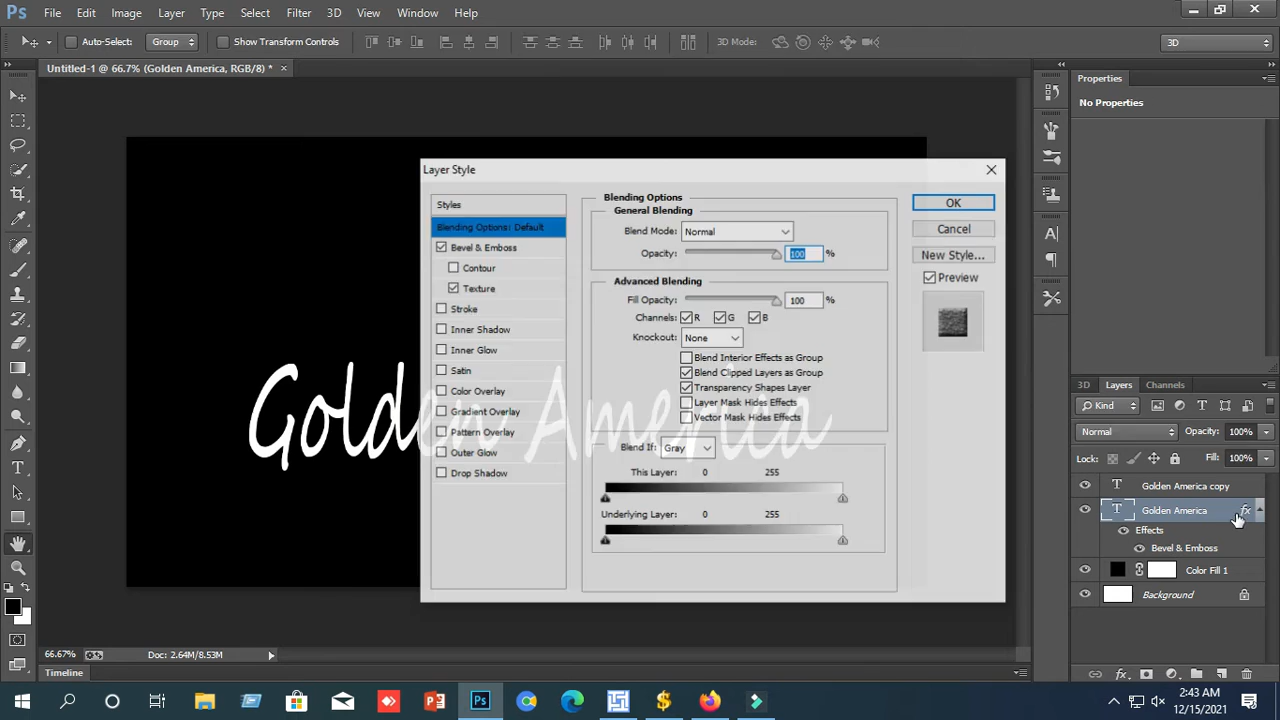 Ps File Edit Image Layer Type Select Filter 3D View Window Help
Auto-Select: Group Show Transform Controls 3D Mode: 3D
Untitled-1 @ 66.7% (Golden America, RGB/8) * ×
Properties
No Properties
Layer Style
Styles
Blending Options: Default
Bevel & Emboss
Contour
Texture
Stroke
Inner Shadow
Inner Glow
Satin
Color Overlay
Gradient Overlay
Pattern Overlay
Outer Glow
Drop Shadow
Blending Options
General Blending
Blend Mode: Normal
Opacity: 100 %
Advanced Blending
Fill Opacity: 100 %
Channels: R G B
Knockout: None
Blend Interior Effects as Group
Blend Clipped Layers as Group
Transparency Shapes Layer
Layer Mask Hides Effects
Vector Mask Hides Effects
Blend If: Gray
This Layer: 0 255
Underlying Layer: 0 255
OK
Cancel
New Style...
Preview
Golden America
3D Layers Channels
Kind
Normal Opacity: 100%
Lock: Fill: 100%
T Golden America copy
T Golden America fx
Effects
Bevel & Emboss
Color Fill 1
Background
66.67% Doc: 2.64M/8.53M
Timeline
2:43 AM
12/15/2021